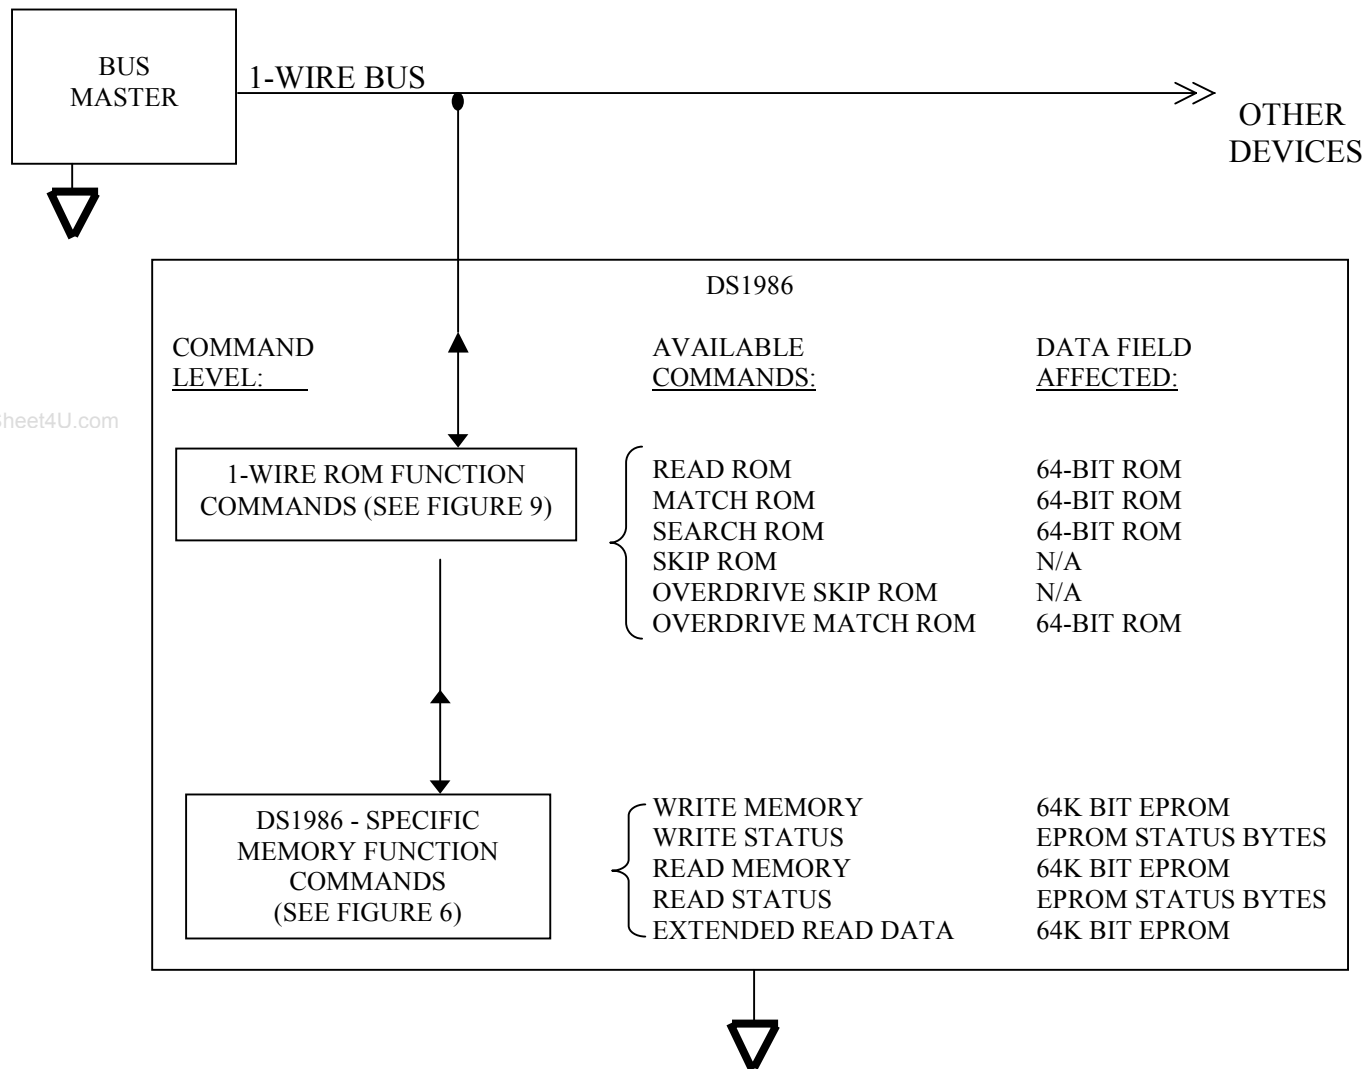 BUS
MASTER
1-WIRE BUS
OTHER
DEVICES
DS1986
COMMAND
LEVEL:
AVAILABLE
COMMANDS:
DATA FIELD
AFFECTED:
Sheet4U.com
1-WIRE ROM FUNCTION
COMMANDS (SEE FIGURE 9)
READ ROM 64-BIT ROM
MATCH ROM 64-BIT ROM
SEARCH ROM 64-BIT ROM
SKIP ROM N/A
OVERDRIVE SKIP ROM N/A
OVERDRIVE MATCH ROM 64-BIT ROM
DS1986 - SPECIFIC
MEMORY FUNCTION
COMMANDS
(SEE FIGURE 6)
WRITE MEMORY 64K BIT EPROM
WRITE STATUS EPROM STATUS BYTES
READ MEMORY 64K BIT EPROM
READ STATUS EPROM STATUS BYTES
EXTENDED READ DATA 64K BIT EPROM